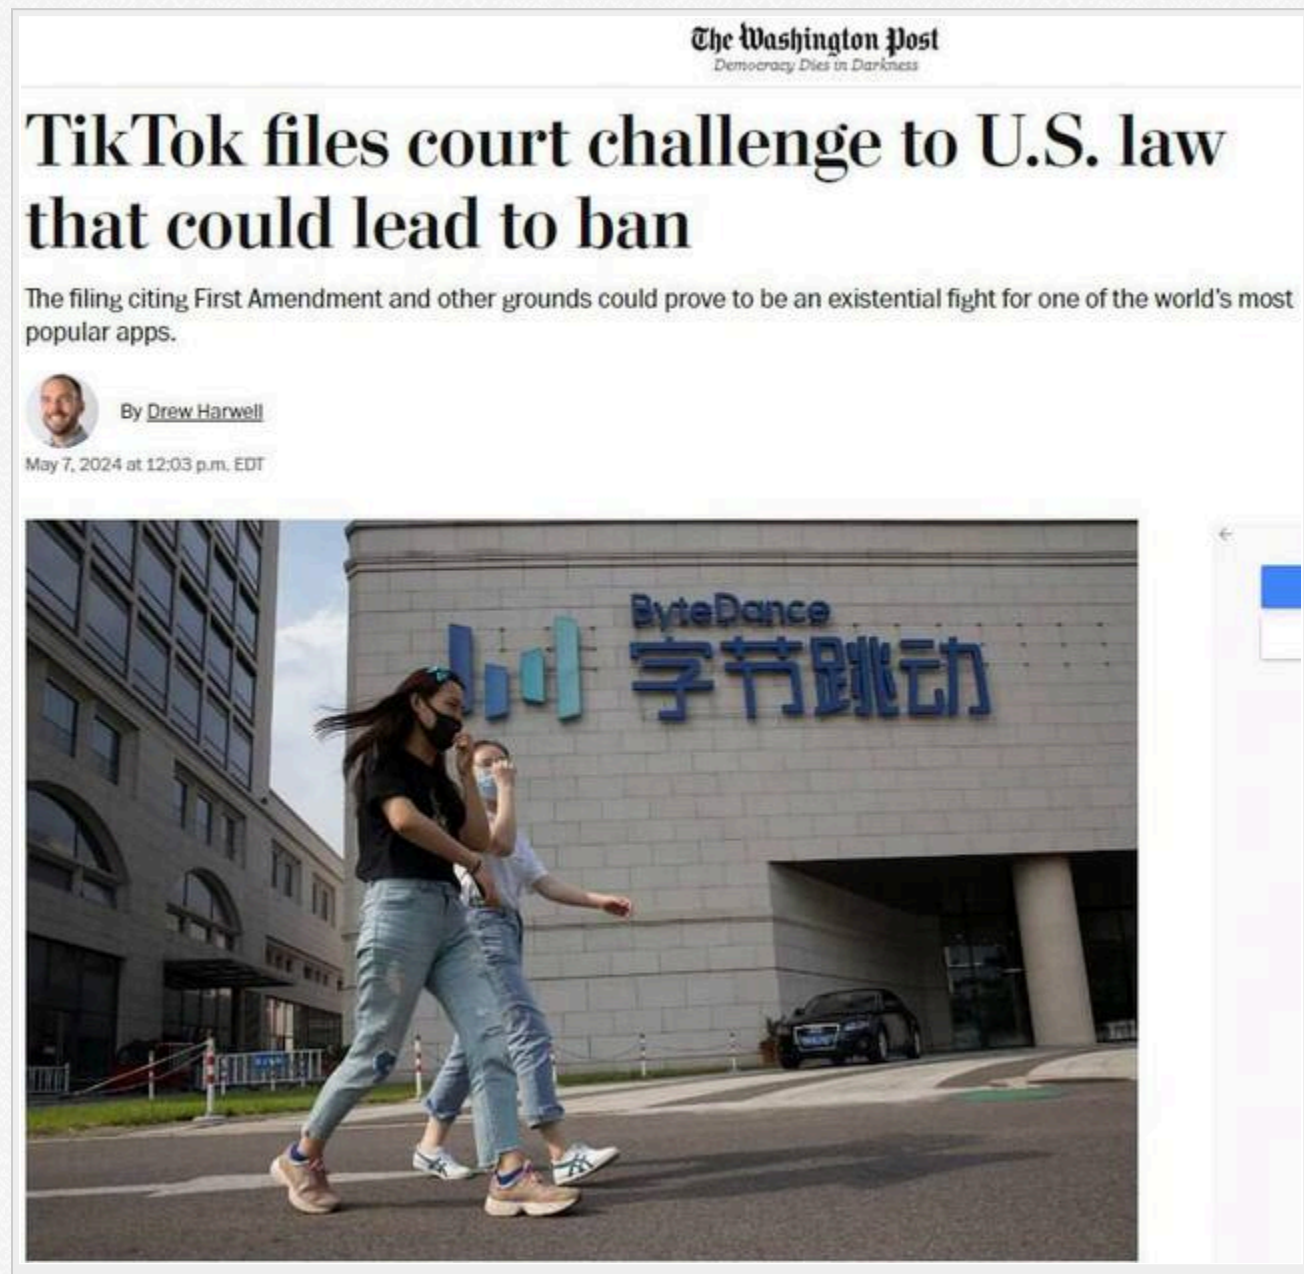 The Washington Post
Democracy Dies in Darkness
TikTok files court challenge to U.S. law
that could lead to ban
The filing citing First Amendment and other grounds could prove to be an existential fight for one of the world's most
popular apps.
By Drew Harwell
May 7, 2024 at 12:03 p.m. EDT
ByteDance
字节跳动